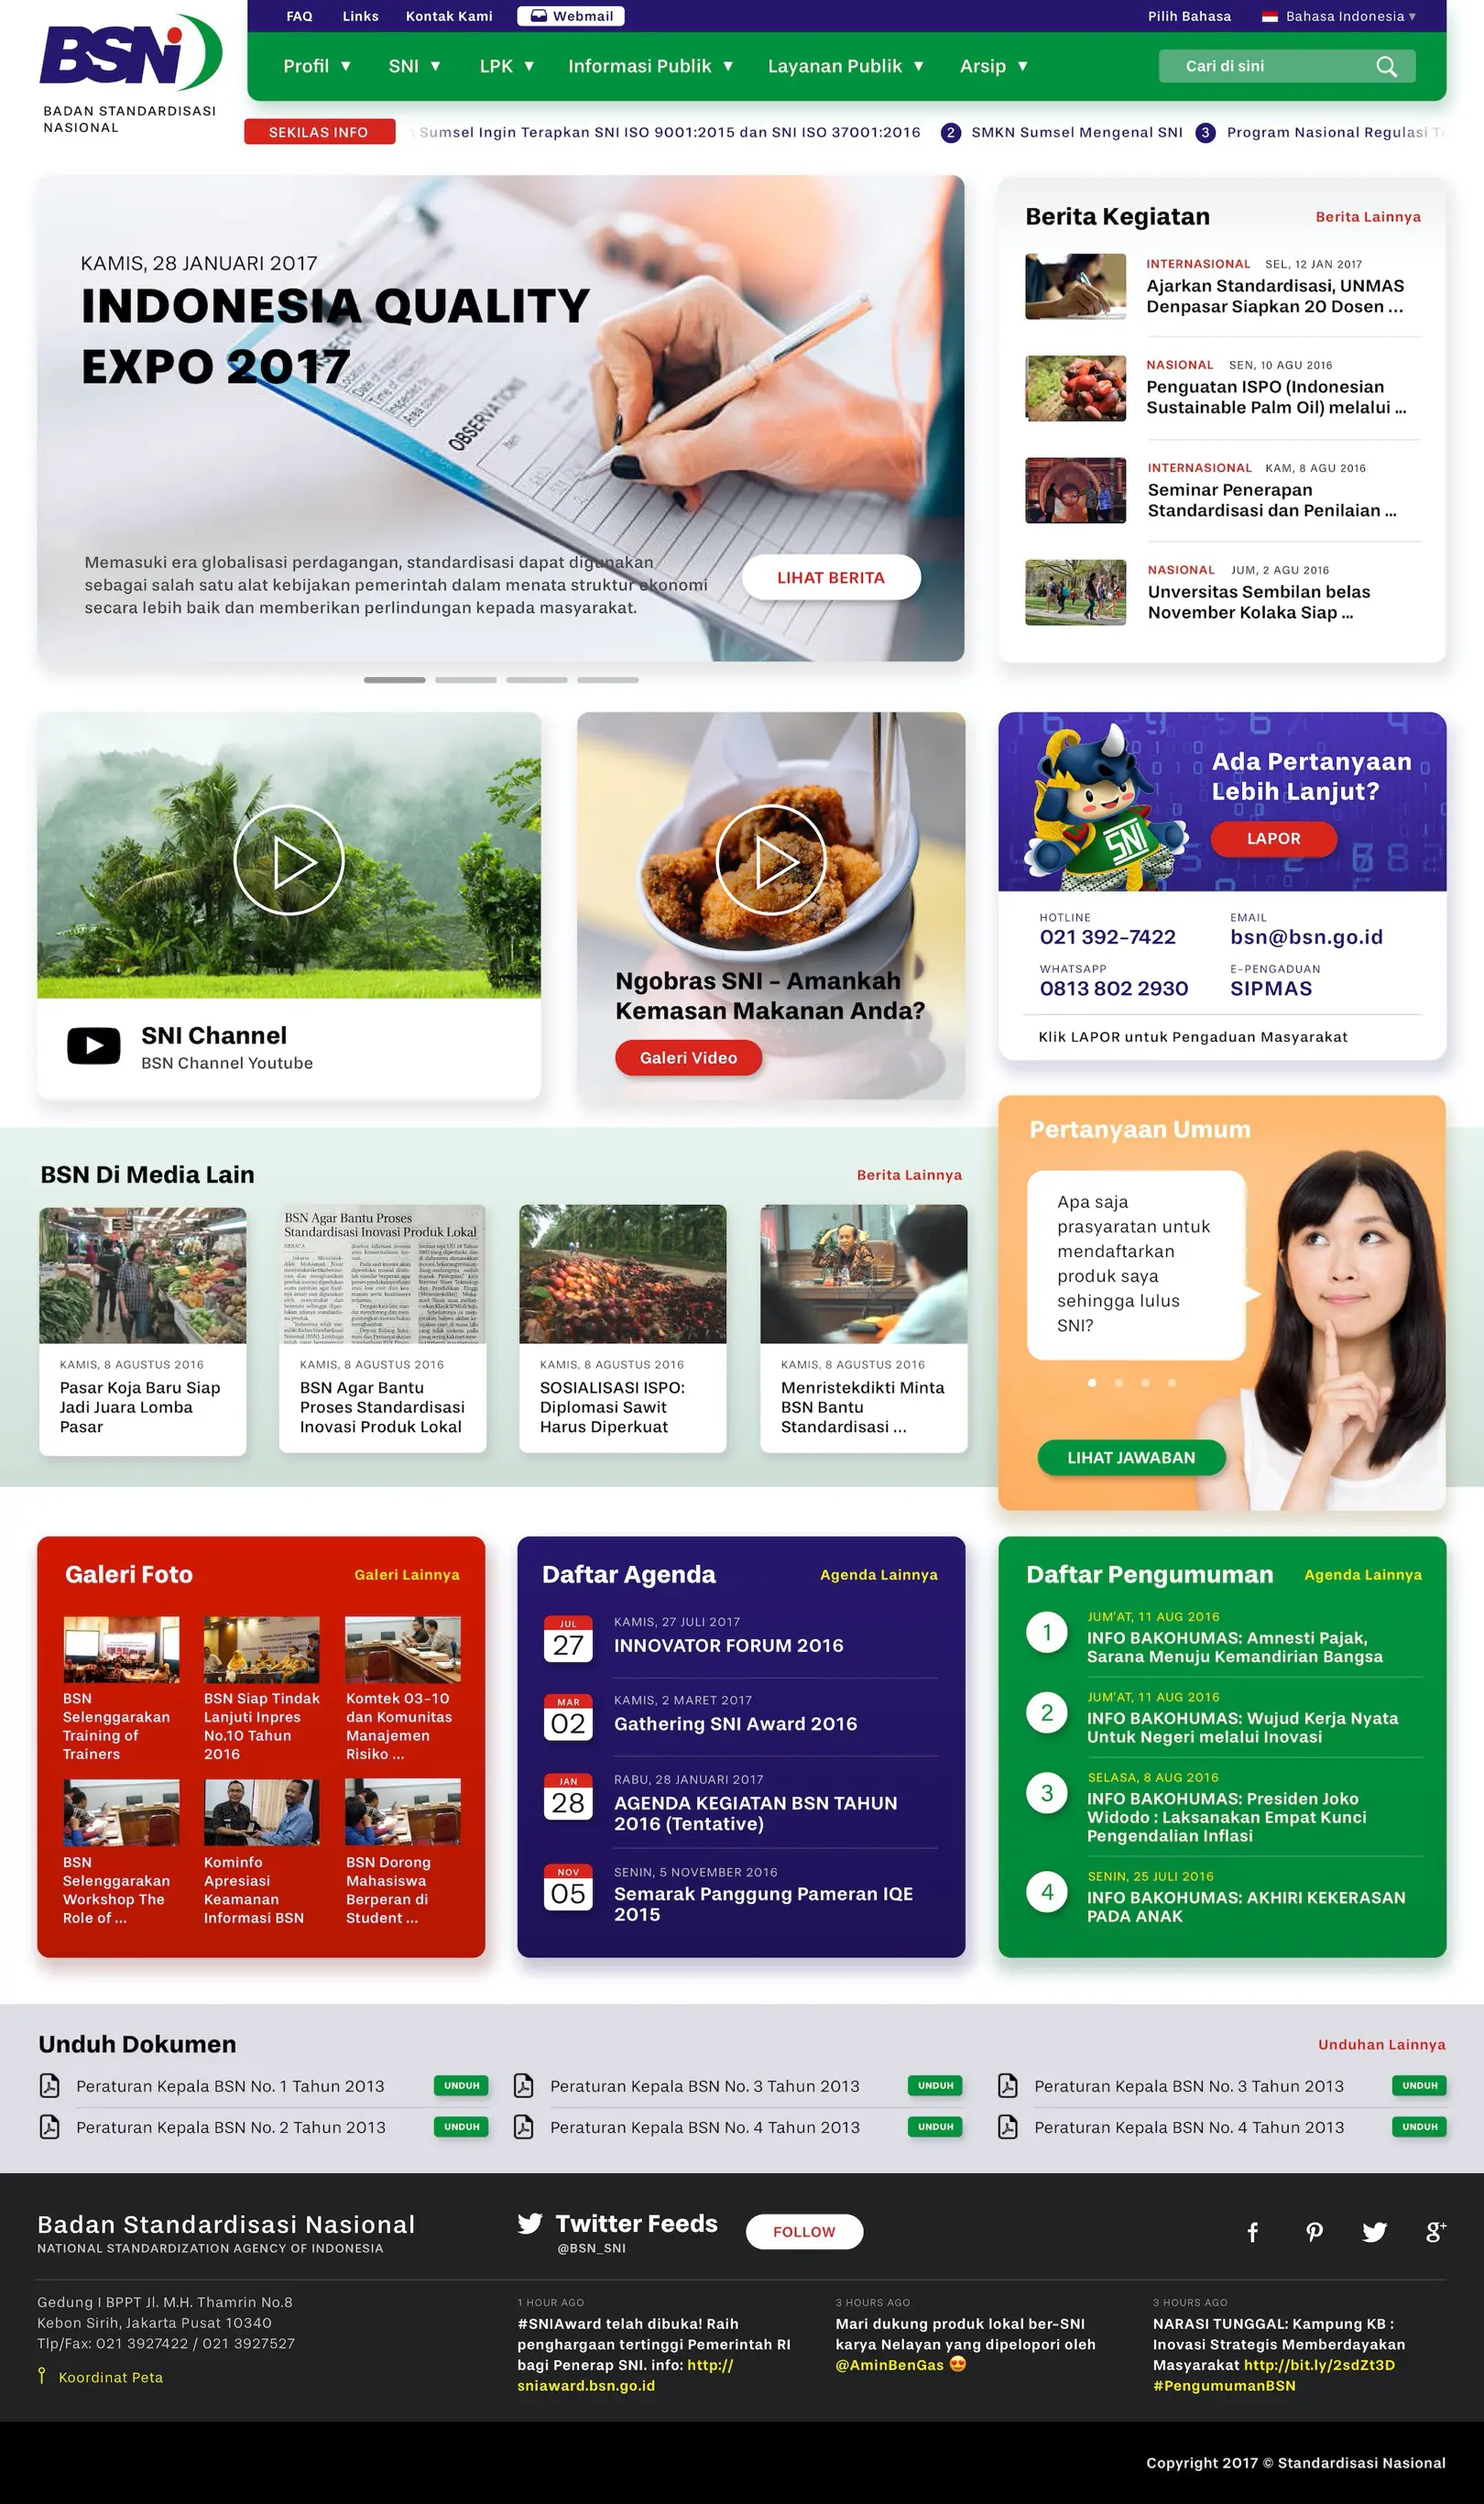 FAQ
Links
Kontak Kami
Webmail
Pilih Bahasa
Bahasa Indonesia
BSNi
BADAN STANDARDISASI
NASIONAL
Profil
SNI
LPK
Informasi Publik
Layanan Publik
Arsip
Cari di sini
SEKILAS INFO
Sumsel Ingin Terapkan SNI ISO 9001:2015 dan SNI ISO 37001:2016
2 SMKN Sumsel Mengenal SNI
3 Program Nasional Regulasi
KAMIS, 28 JANUARI 2017
INDONESIA QUALITY
EXPO 2017
OBSERVATIONS
Item
Memasuki era globalisasi perdagangan, standardisasi dapat digunakan
sebagai salah satu alat kebijakan pemerintah dalam menata struktur ekonomi
secara lebih baik dan memberikan perlindungan kepada masyarakat.
LIHAT BERITA
Berita Kegiatan
Berita Lainnya
INTERNASIONAL SEL, 12 JAN 2017
Ajarkan Standardisasi, UNMAS
Denpasar Siapkan 20 Dosen ...
NASIONAL SEN, 10 AGU 2016
Penguatan ISPO (Indonesian
Sustainable Palm Oil) melalui ...
INTERNASIONAL KAM, 8 AGU 2016
Seminar Penerapan
Standardisasi dan Penilaian ...
NASIONAL JUM, 2 AGU 2016
Unversitas Sembilan belas
November Kolaka Siap ...
SNI Channel
BSN Channel Youtube
Ngobras SNI - Amankah
Kemasan Makanan Anda?
Galeri Video
SNI
Ada Pertanyaan
Lebih Lanjut?
LAPOR
HOTLINE
021 392-7422
EMAIL
bsn@bsn.go.id
WHATSAPP
0813 802 2930
E-PENGADUAN
SIPMAS
Klik LAPOR untuk Pengaduan Masyarakat
BSN Di Media Lain
Berita Lainnya
KAMIS, 8 AGUSTUS 2016
Pasar Koja Baru Siap
Jadi Juara Lomba
Pasar
BSN Agar Bantu Proses
Standardisasi Inovasi Produk Lokal
KAMIS, 8 AGUSTUS 2016
BSN Agar Bantu
Proses Standardisasi
Inovasi Produk Lokal
KAMIS, 8 AGUSTUS 2016
SOSIALISASI ISPO:
Diplomasi Sawit
Harus Diperkuat
KAMIS, 8 AGUSTUS 2016
Menristekdikti Minta
BSN Bantu
Standardisasi ...
Pertanyaan Umum
Apa saja
prasyaratan untuk
mendaftarkan
produk saya
sehingga lulus
SNI?
LIHAT JAWABAN
Galeri Foto
Galeri Lainnya
BSN
Selenggarakan
Training of
Trainers
BSN Siap Tindak
Lanjuti Inpres
No.10 Tahun
2016
Komtek 03-10
dan Komunitas
Manajemen
Risiko ...
BSN
Selenggarakan
Workshop The
Role of ...
Kominfo
Apresiasi
Keamanan
Informasi BSN
BSN Dorong
Mahasiswa
Berperan di
Student ...
Daftar Agenda
Agenda Lainnya
JUL
27
KAMIS, 27 JULI 2017
INNOVATOR FORUM 2016
MAR
02
KAMIS, 2 MARET 2017
Gathering SNI Award 2016
JAN
28
RABU, 28 JANUARI 2017
AGENDA KEGIATAN BSN TAHUN
2016 (Tentative)
NOV
05
SENIN, 5 NOVEMBER 2016
Semarak Panggung Pameran IQE
2015
Daftar Pengumuman
Agenda Lainnya
1
JUM'AT, 11 AUG 2016
INFO BAKOHUMAS: Amnesti Pajak,
Sarana Menuju Kemandirian Bangsa
2
JUM'AT, 11 AUG 2016
INFO BAKOHUMAS: Wujud Kerja Nyata
Untuk Negeri melalui Inovasi
3
SELASA, 8 AUG 2016
INFO BAKOHUMAS: Presiden Joko
Widodo : Laksanakan Empat Kunci
Pengendalian Inflasi
4
SENIN, 25 JULI 2016
INFO BAKOHUMAS: AKHIRI KEKERASAN
PADA ANAK
Unduh Dokumen
Unduhan Lainnya
Peraturan Kepala BSN No. 1 Tahun 2013 UNDUH
Peraturan Kepala BSN No. 3 Tahun 2013 UNDUH
Peraturan Kepala BSN No. 3 Tahun 2013 UNDUH
Peraturan Kepala BSN No. 2 Tahun 2013 UNDUH
Peraturan Kepala BSN No. 4 Tahun 2013 UNDUH
Peraturan Kepala BSN No. 4 Tahun 2013 UNDUH
Badan Standardisasi Nasional
NATIONAL STANDARDIZATION AGENCY OF INDONESIA
Twitter Feeds
@BSN_SNI
FOLLOW
Gedung I BPPT Jl. M.H. Thamrin No.8
Kebon Sirih, Jakarta Pusat 10340
Tlp/Fax: 021 3927422 / 021 3927527
Koordinat Peta
1 HOUR AGO
#SNIAward telah dibuka! Raih
penghargaan tertinggi Pemerintah RI
bagi Penerap SNI. info: http://
sniaward.bsn.go.id
3 HOURS AGO
Mari dukung produk lokal ber-SNI
karya Nelayan yang dipelopori oleh
@AminBenGas 😍
3 HOURS AGO
NARASI TUNGGAL: Kampung KB :
Inovasi Strategis Memberdayakan
Masyarakat http://bit.ly/2sdZt3D
#PengumumanBSN
Copyright 2017 © Standardisasi Nasional